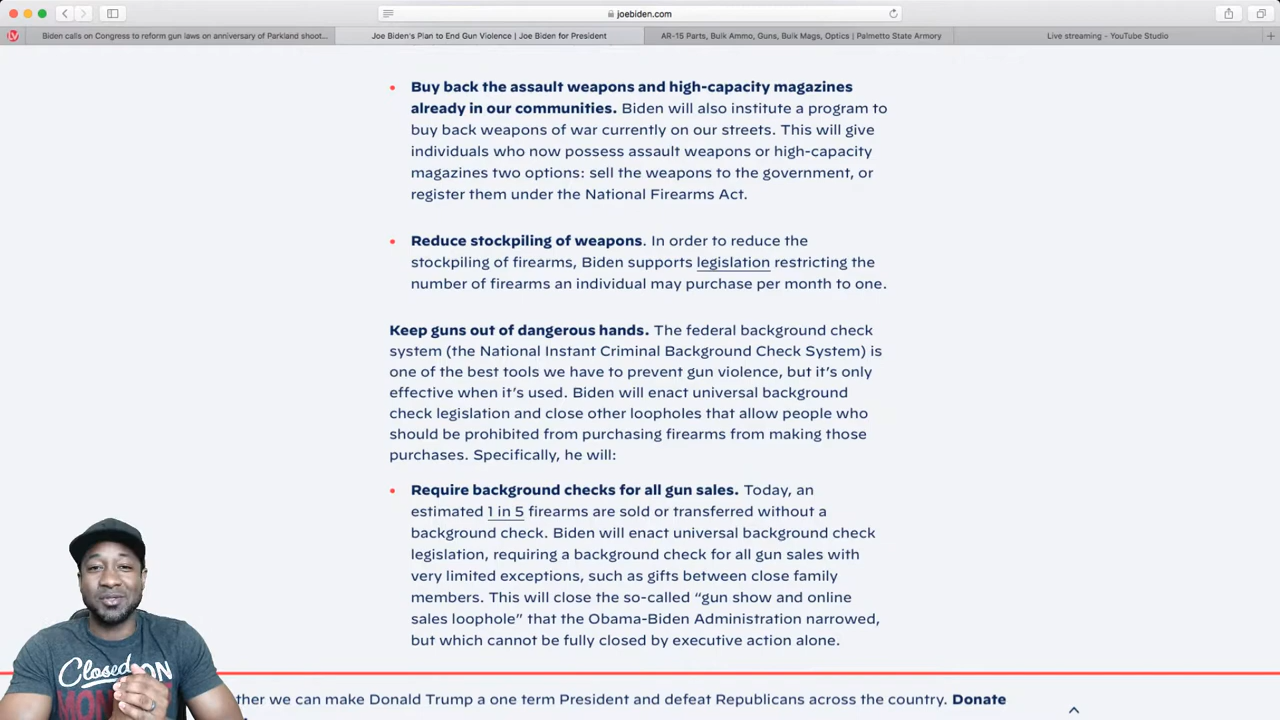 joebiden.com
Biden calls on Congress to reform gun laws on anniversary of Parkland shoot...
Joe Biden's Plan to End Gun Violence | Joe Biden for President
AR-15 Parts, Bulk Ammo, Guns, Bulk Mags, Optics | Palmetto State Armory
Live streaming - YouTube Studio
• Buy back the assault weapons and high-capacity magazines
already in our communities. Biden will also institute a program to
buy back weapons of war currently on our streets. This will give
individuals who now possess assault weapons or high-capacity
magazines two options: sell the weapons to the government, or
register them under the National Firearms Act.
• Reduce stockpiling of weapons. In order to reduce the
stockpiling of firearms, Biden supports legislation restricting the
number of firearms an individual may purchase per month to one.
Keep guns out of dangerous hands. The federal background check
system (the National Instant Criminal Background Check System) is
one of the best tools we have to prevent gun violence, but it's only
effective when it's used. Biden will enact universal background
check legislation and close other loopholes that allow people who
should be prohibited from purchasing firearms from making those
purchases. Specifically, he will:
• Require background checks for all gun sales. Today, an
estimated 1 in 5 firearms are sold or transferred without a
background check. Biden will enact universal background check
legislation, requiring a background check for all gun sales with
very limited exceptions, such as gifts between close family
members. This will close the so-called “gun show and online
sales loophole” that the Obama-Biden Administration narrowed,
but which cannot be fully closed by executive action alone.
Closed ON
ther we can make Donald Trump a one term President and defeat Republicans across the country. Donate